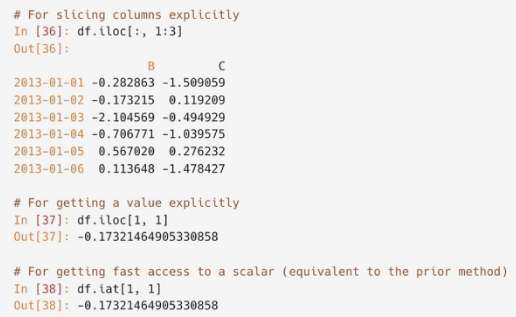 # For slicing columns explicitly
In [36]: df.iloc[:, 1:3]
Out[36]:
                   B         C
2013-01-01 -0.282863 -1.509059
2013-01-02 -0.173215  0.119209
2013-01-03 -2.104569 -0.494929
2013-01-04 -0.706771 -1.039575
2013-01-05  0.567020  0.276232
2013-01-06  0.113648 -1.478427
# For getting a value explicitly
In [37]: df.iloc[1, 1]
Out[37]: -0.17321464905330858
# For getting fast access to a scalar (equivalent to the prior method)
In [38]: df.iat[1, 1]
Out[38]: -0.17321464905330858